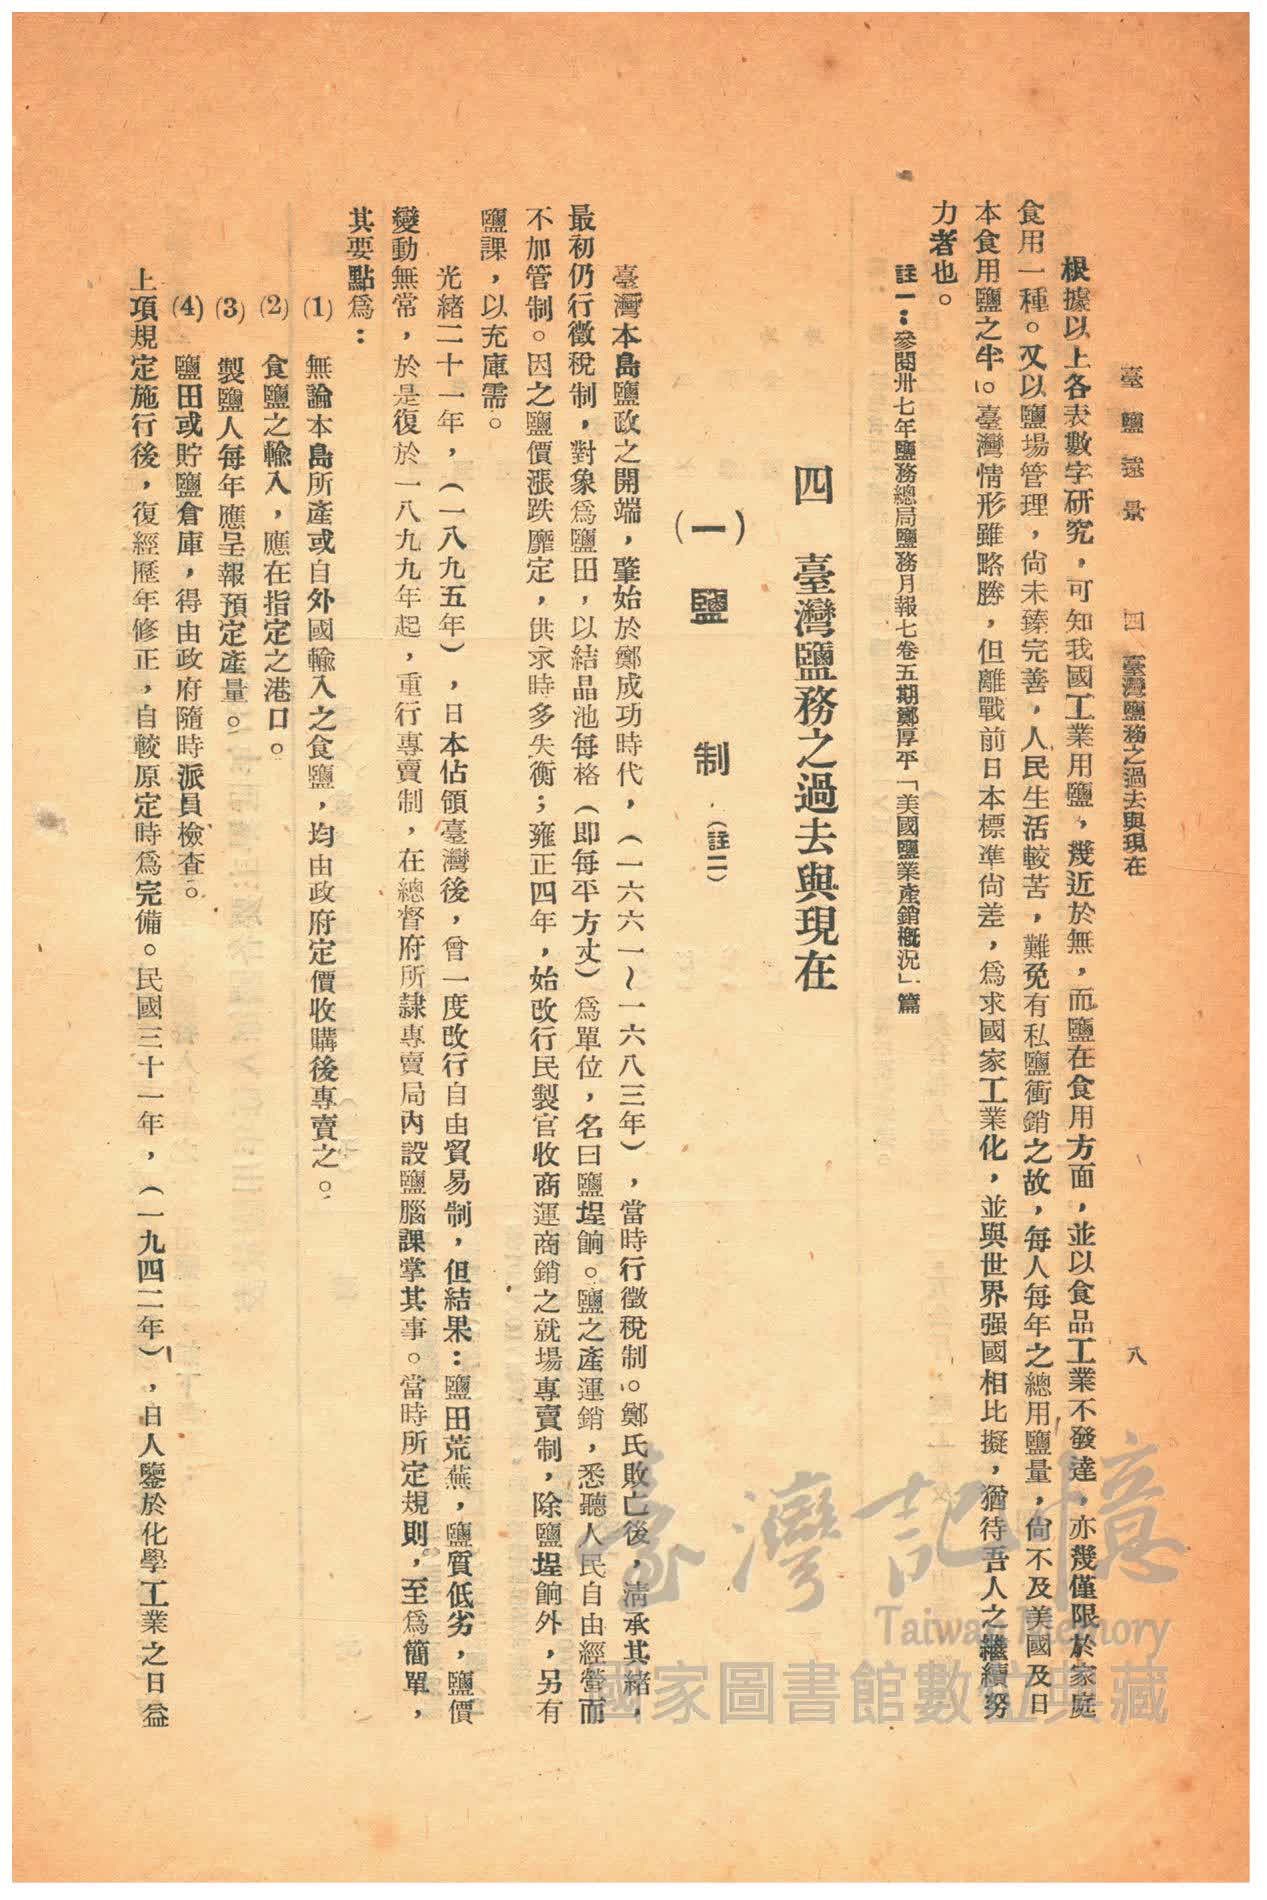 臺鹽遠景　四　臺灣鹽務之過去與現在　八
根據以上各表數字研究，可知我國工業用鹽，幾近於無，而鹽在食用方面，並以食品工業不發達，亦幾僅限於家庭
食用一種。又以鹽場管理，尙未臻完善，人民生活較苦，難免有私鹽衝銷之故，每人每年之總用鹽量，尙不及美國及日
本食用鹽之半。臺灣情形雖略勝，但離戰前日本標準尙差，爲求國家工業化，並與世界强國相比擬，猶待吾人之繼續努
力者也。
註一：參閱卅七年鹽務總局鹽務月報七卷五期鄭厚平「美國鹽業產銷槪況」篇
四　臺灣鹽務之過去與現在
（一）鹽　制（註二）
臺灣本島鹽政之開端，肇始於鄭成功時代，（一六六一～一六八三年），當時行徵稅制。鄭氏敗亡後，淸承其緒，
最初仍行徵稅制，對象爲鹽田，以結晶池每格（即每平方丈）爲單位，名曰鹽埕餉。鹽之產運銷，悉聽人民自由經營而
不加管制。因之鹽價漲跌靡定，供求時多失衡；雍正四年，始改行民製官收商運商銷之就場專賣制，除鹽埕餉外，另有
鹽課，以充庫需。
光緒二十一年，（一八九五年），日本佔領臺灣後，曾一度改行自由貿易制，但結果：鹽田荒蕪，鹽質低劣，鹽價
變動無常，於是復於一八九九年起，重行專賣制，在總督府所隷專賣局內設鹽腦課掌其事。當時所定規則，至爲簡單，
其要點爲：
(1)　無論本島所產或自外國輸入之食鹽，均由政府定價收購後專賣之。
(2)　食鹽之輸入，應在指定之港口。
(3)　製鹽人每年應呈報預定產量。
(4)　鹽田或貯鹽倉庫，得由政府隨時派員檢查。
上項規定施行後，復經歷年修正，自較原定時爲完備。民國三十一年，（一九四二年），日人鑒於化學工業之日益
臺灣記憶
Taiwan Memory
國家圖書館數位典藏